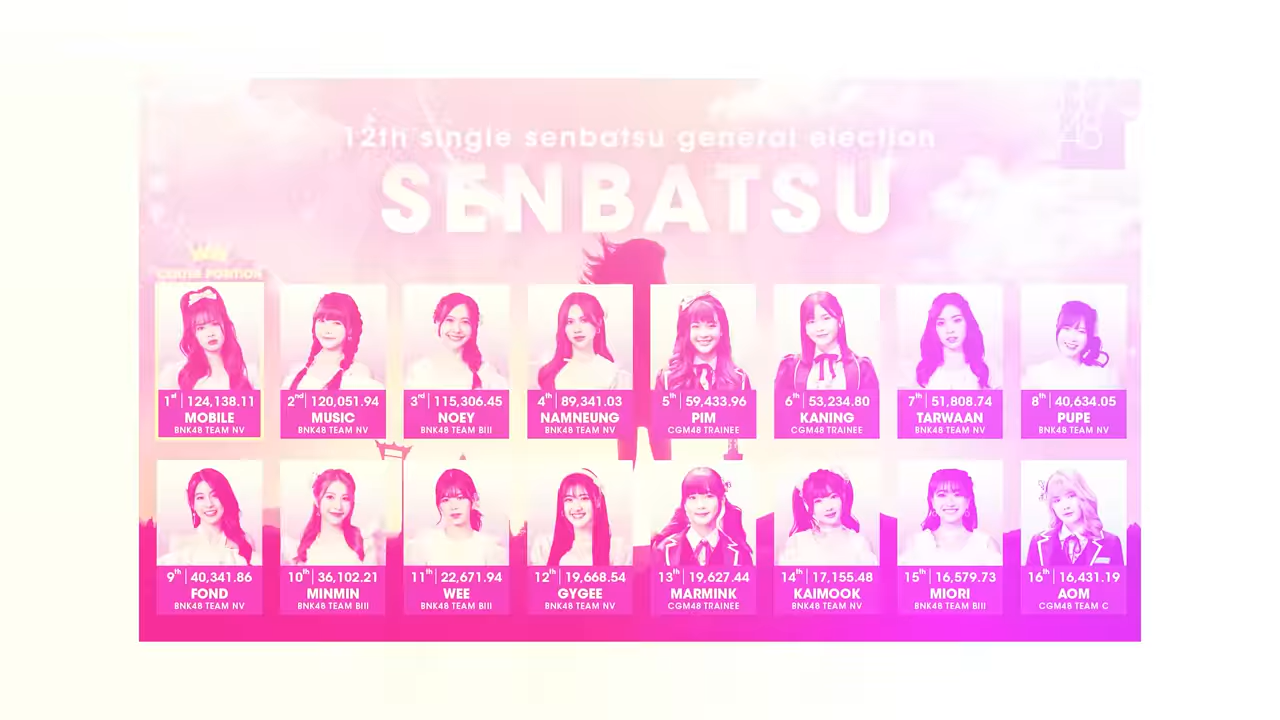 12th single senbatsu general election
SENBATSU
CENTER POSITION
1st | 124,138.11
MOBILE
BNK48 TEAM NV
2nd | 120,051.94
MUSIC
BNK48 TEAM NV
3rd | 115,306.45
NOEY
BNK48 TEAM BIII
4th | 89,341.03
NAMNEUNG
BNK48 TEAM NV
5th | 59,433.96
PIM
CGM48 TRAINEE
6th | 53,234.80
KANING
CGM48 TRAINEE
7th | 51,808.74
TARWAAN
BNK48 TEAM NV
8th | 40,634.05
PUPE
BNK48 TEAM NV
9th | 40,341.86
FOND
BNK48 TEAM NV
10th | 36,102.21
MINMIN
BNK48 TEAM BIII
11th | 22,671.94
WEE
BNK48 TEAM BIII
12th | 19,668.54
GYGEE
BNK48 TEAM NV
13th | 19,627.44
MARMINK
CGM48 TRAINEE
14th | 17,155.48
KAIMOOK
BNK48 TEAM NV
15th | 16,579.73
MIORI
BNK48 TEAM BIII
16th | 16,431.19
AOM
CGM48 TEAM C